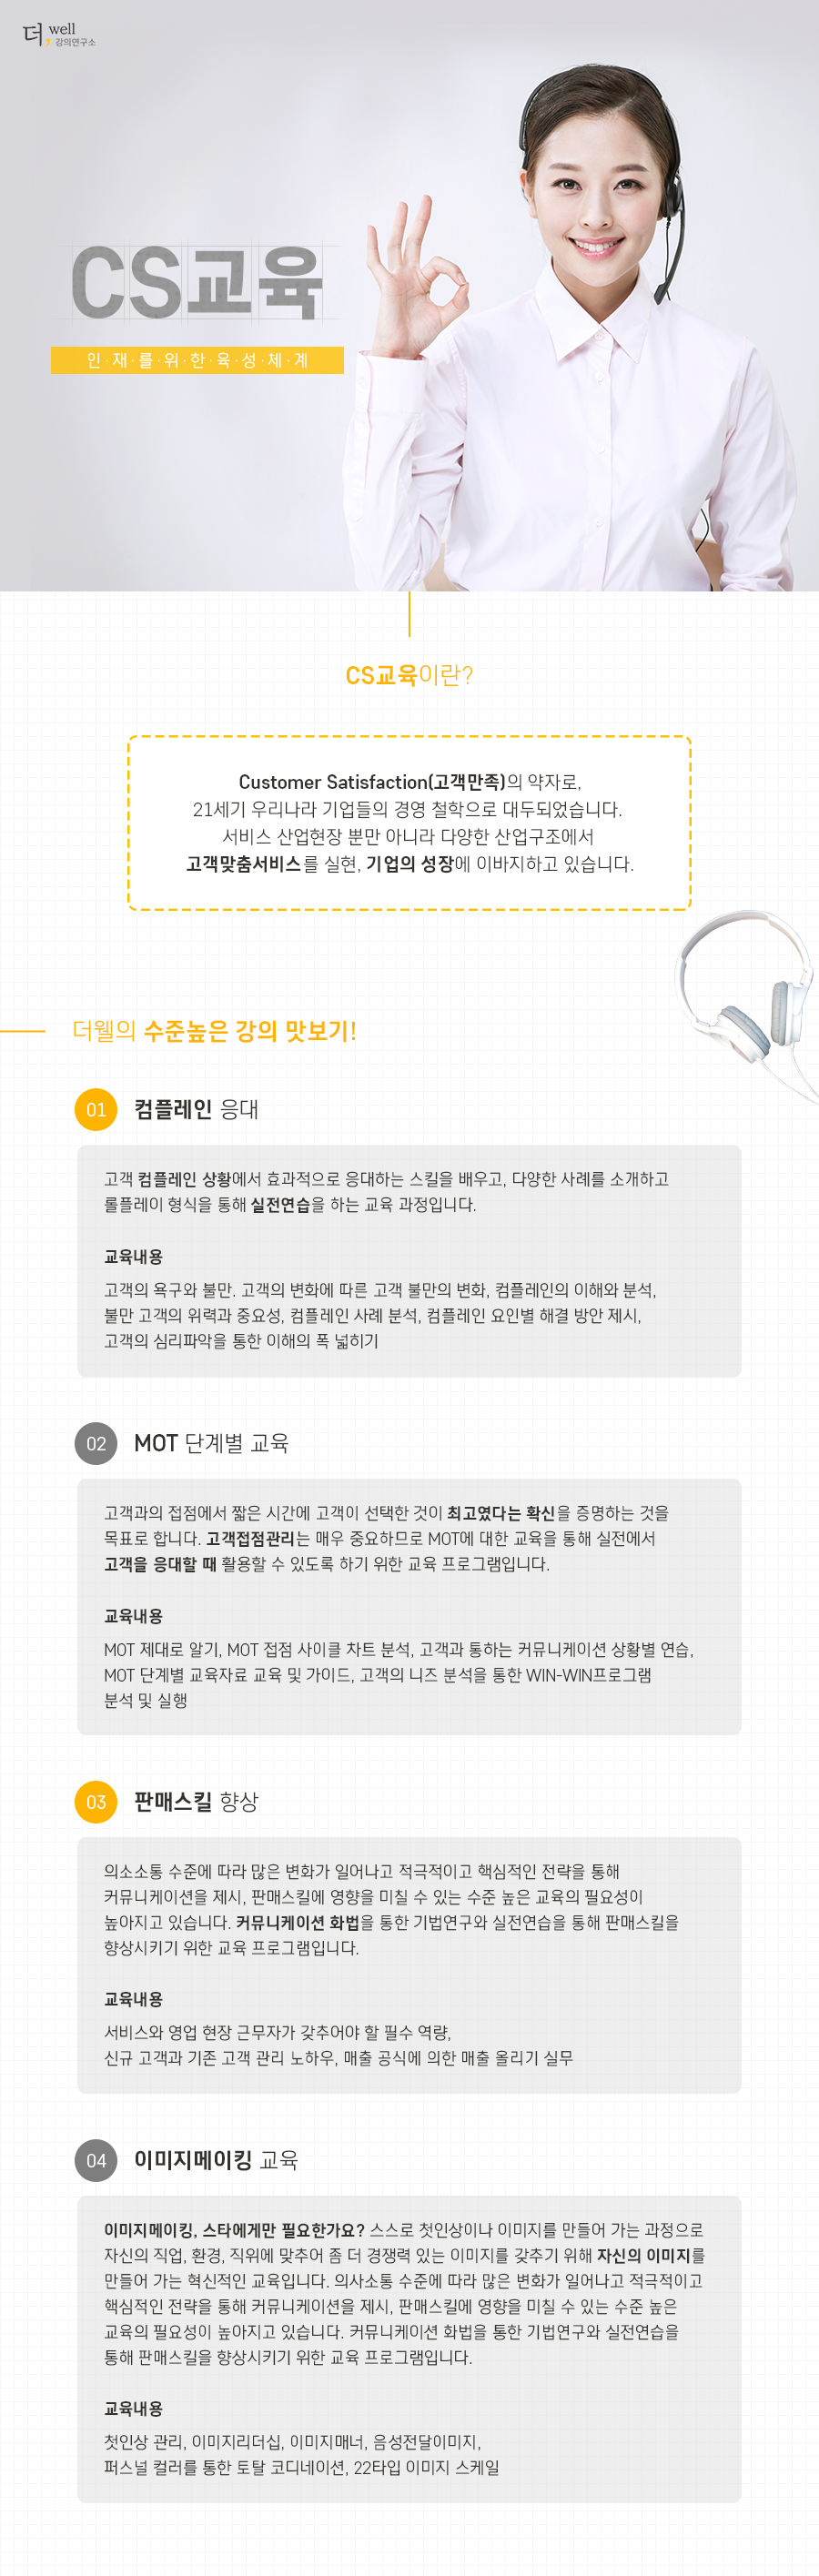 더 well
강의연구소
CS교육
인·재·를·위·한·육·성·체·계
CS교육이란?
Customer Satisfaction(고객만족)의 약자로,
21세기 우리나라 기업들의 경영 철학으로 대두되었습니다.
서비스 산업현장 뿐만 아니라 다양한 산업구조에서
고객맞춤서비스를 실현, 기업의 성장에 이바지하고 있습니다.
더웰의 수준높은 강의 맛보기!
01 컴플레인 응대
고객 컴플레인 상황에서 효과적으로 응대하는 스킬을 배우고, 다양한 사례를 소개하고
롤플레이 형식을 통해 실전연습을 하는 교육 과정입니다.
교육내용
고객의 욕구와 불만. 고객의 변화에 따른 고객 불만의 변화, 컴플레인의 이해와 분석,
불만 고객의 위력과 중요성, 컴플레인 사례 분석, 컴플레인 요인별 해결 방안 제시,
고객의 심리파악을 통한 이해의 폭 넓히기
02 MOT 단계별 교육
고객과의 접점에서 짧은 시간에 고객이 선택한 것이 최고였다는 확신을 증명하는 것을
목표로 합니다. 고객접점관리는 매우 중요하므로 MOT에 대한 교육을 통해 실전에서
고객을 응대할 때 활용할 수 있도록 하기 위한 교육 프로그램입니다.
교육내용
MOT 제대로 알기, MOT 접점 사이클 차트 분석, 고객과 통하는 커뮤니케이션 상황별 연습,
MOT 단계별 교육자료 교육 및 가이드, 고객의 니즈 분석을 통한 WIN-WIN프로그램
분석 및 실행
03 판매스킬 향상
의소소통 수준에 따라 많은 변화가 일어나고 적극적이고 핵심적인 전략을 통해
커뮤니케이션을 제시, 판매스킬에 영향을 미칠 수 있는 수준 높은 교육의 필요성이
높아지고 있습니다. 커뮤니케이션 화법을 통한 기법연구와 실전연습을 통해 판매스킬을
향상시키기 위한 교육 프로그램입니다.
교육내용
서비스와 영업 현장 근무자가 갖추어야 할 필수 역량,
신규 고객과 기존 고객 관리 노하우, 매출 공식에 의한 매출 올리기 실무
04 이미지메이킹 교육
이미지메이킹, 스타에게만 필요한가요? 스스로 첫인상이나 이미지를 만들어 가는 과정으로
자신의 직업, 환경, 직위에 맞추어 좀 더 경쟁력 있는 이미지를 갖추기 위해 자신의 이미지를
만들어 가는 혁신적인 교육입니다. 의사소통 수준에 따라 많은 변화가 일어나고 적극적이고
핵심적인 전략을 통해 커뮤니케이션을 제시, 판매스킬에 영향을 미칠 수 있는 수준 높은
교육의 필요성이 높아지고 있습니다. 커뮤니케이션 화법을 통한 기법연구와 실전연습을
통해 판매스킬을 향상시키기 위한 교육 프로그램입니다.
교육내용
첫인상 관리, 이미지리더십, 이미지매너, 음성전달이미지,
퍼스널 컬러를 통한 토탈 코디네이션, 22타입 이미지 스케일